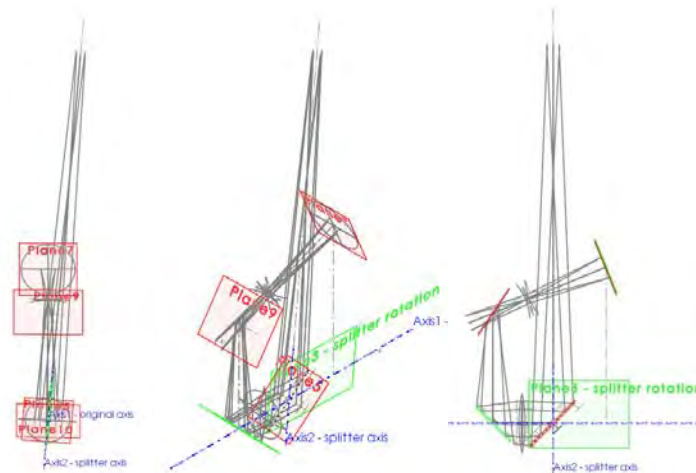 Plane7
Plane9
Axis1 - original axis
Plane10
Axis2 - splitter axis
Plane9
3 - splitter rotation
Axis1 -
Axis2 - splitter axis
Plane3 - splitter rotation
Axis2 - splitter axis